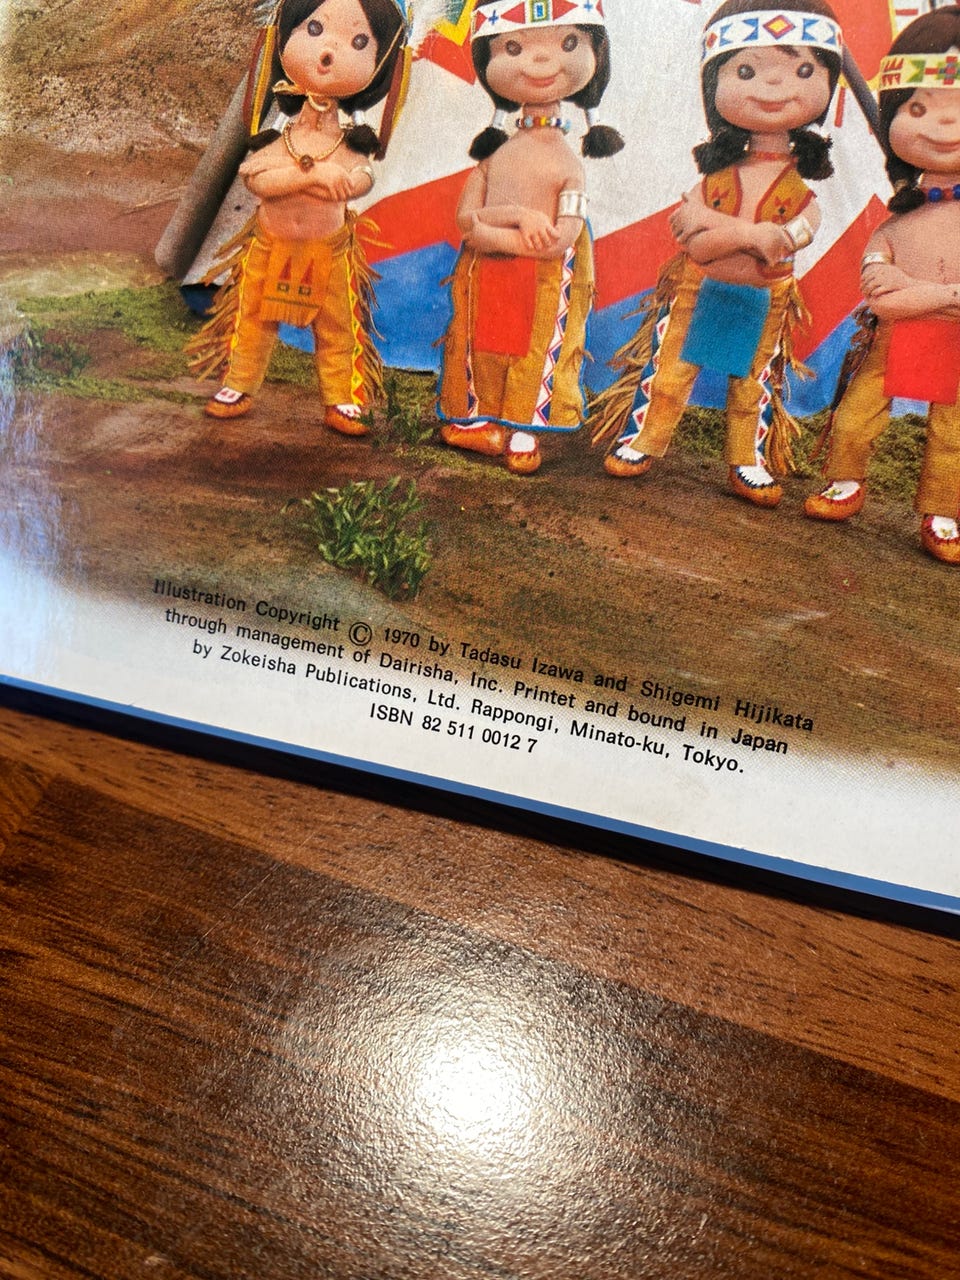 Illustration Copyright © 1970 by Tadasu Izawa and Shigemi Hijikata
through management of Dairisha, Inc. Printet and bound in Japan
by Zokeisha Publications, Ltd. Rappongi, Minato-ku, Tokyo.
ISBN 82 511 0012 7